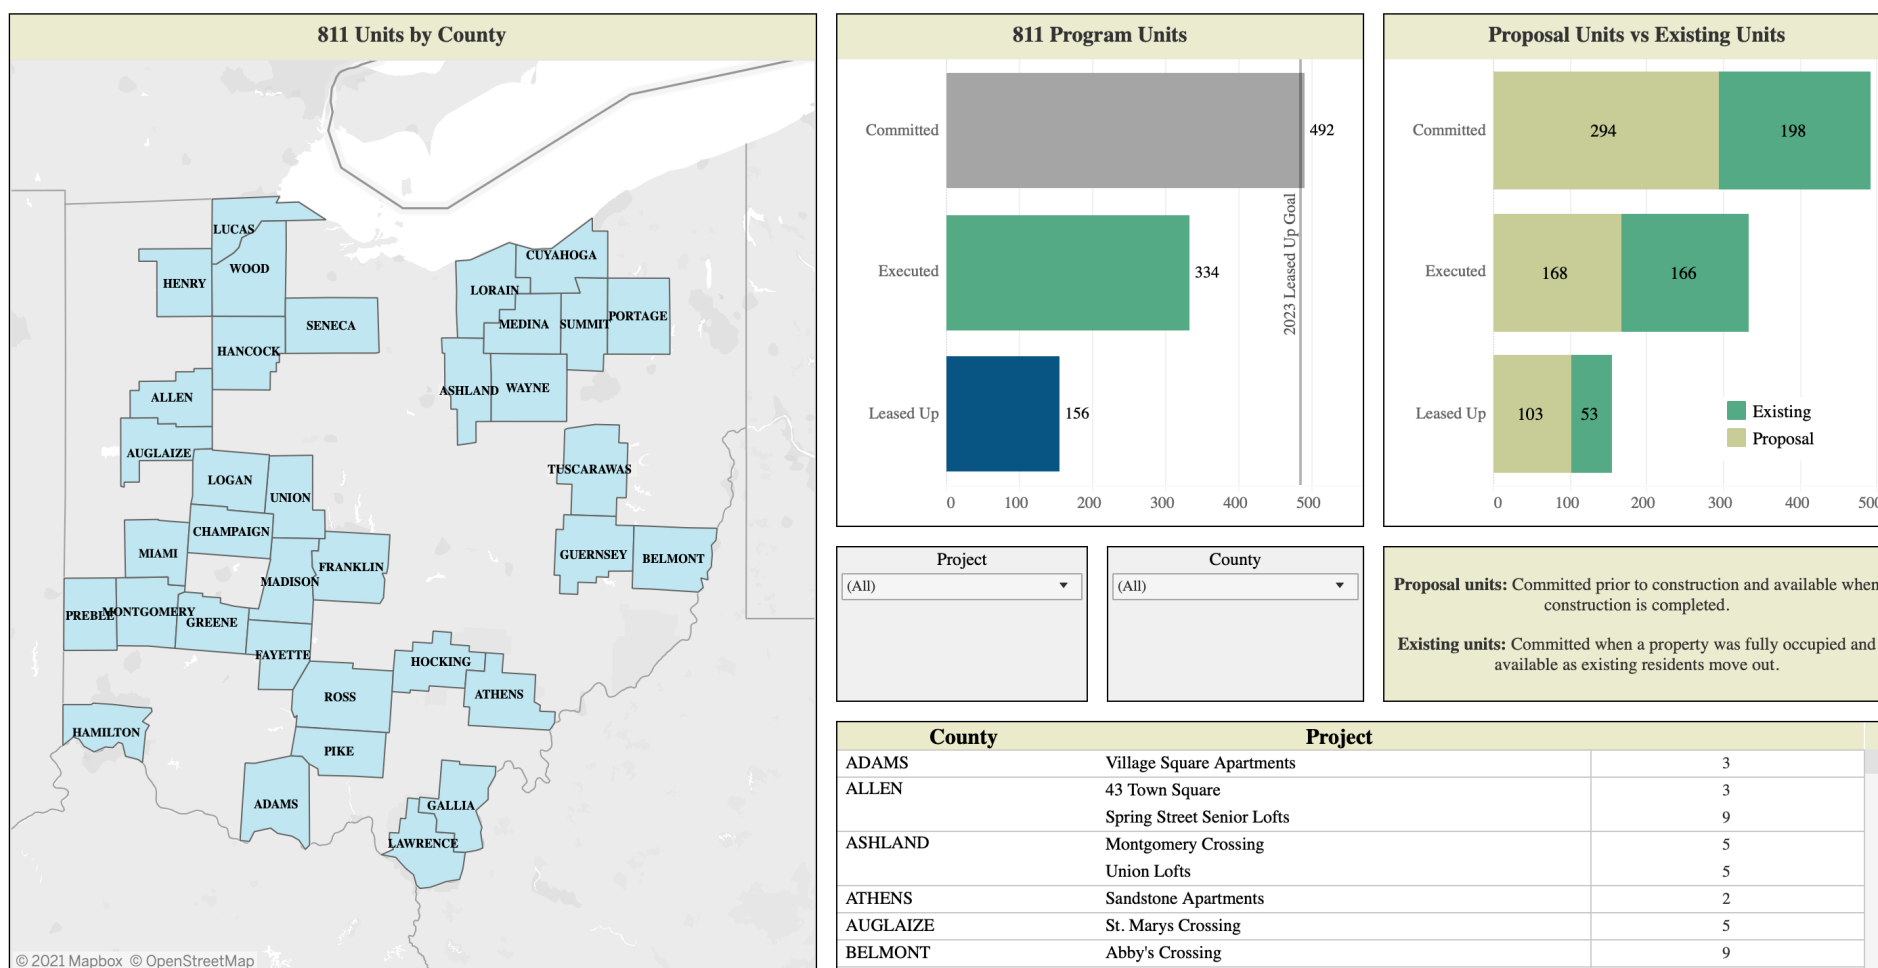 811 Units by County
LUCAS
WOOD
HENRY
SENECA
HANCOCK
ALLEN
AUGLAIZE
LOGAN
UNION
CHAMPAIGN
MIAMI
FRANKLIN
MADISON
PREBLE
MONTGOMERY
GREENE
FAYETTE
HOCKING
ROSS
ATHENS
HAMILTON
PIKE
ADAMS
GALLIA
LAWRENCE
CUYAHOGA
LORAIN
MEDINA
SUMMIT
PORTAGE
ASHLAND
WAYNE
TUSCARAWAS
GUERNSEY
BELMONT
© 2021 Mapbox © OpenStreetMap
811 Program Units
Committed
492
Executed
334
Leased Up
156
2023 Leased Up Goal
0 100 200 300 400 500
Proposal Units vs Existing Units
Committed
294 198
Executed
168 166
Leased Up
103 53
Existing
Proposal
0 100 200 300 400 500
Project
(All)
County
(All)
Proposal units: Committed prior to construction and available when
construction is completed.
Existing units: Committed when a property was fully occupied and
available as existing residents move out.
County Project
ADAMS Village Square Apartments 3
ALLEN 43 Town Square 3
Spring Street Senior Lofts 9
ASHLAND Montgomery Crossing 5
Union Lofts 5
ATHENS Sandstone Apartments 2
AUGLAIZE St. Marys Crossing 5
BELMONT Abby's Crossing 9